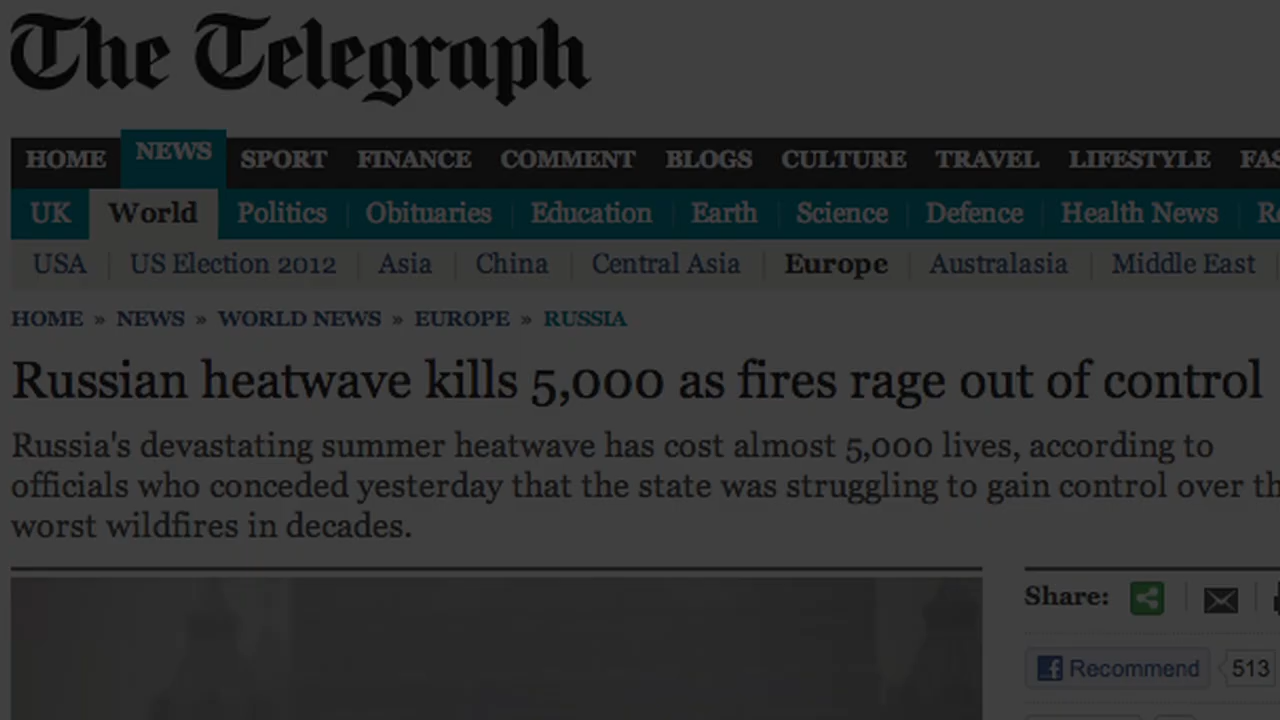 The Telegraph
HOME NEWS SPORT FINANCE COMMENT BLOGS CULTURE TRAVEL LIFESTYLE FAS
UK World Politics Obituaries Education Earth Science Defence Health News R
USA US Election 2012 Asia China Central Asia Europe Australasia Middle East
HOME » NEWS » WORLD NEWS » EUROPE » RUSSIA
Russian heatwave kills 5,000 as fires rage out of control
Russia's devastating summer heatwave has cost almost 5,000 lives, according to
officials who conceded yesterday that the state was struggling to gain control over th
worst wildfires in decades.
Share:
Recommend 513